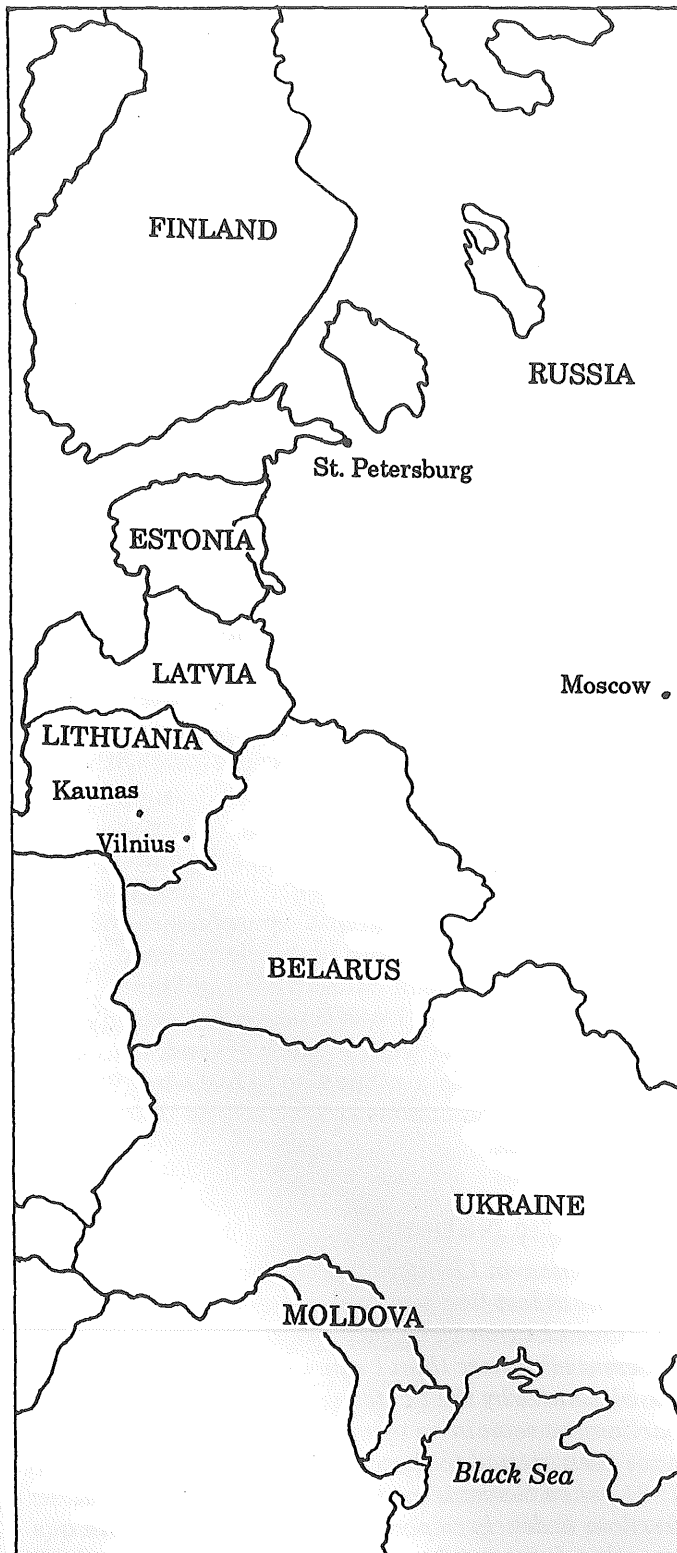 FINLAND
RUSSIA
St. Petersburg
ESTONIA
LATVIA
Moscow
LITHUANIA
Kaunas
Vilnius
BELARUS
UKRAINE
MOLDOVA
Black Sea